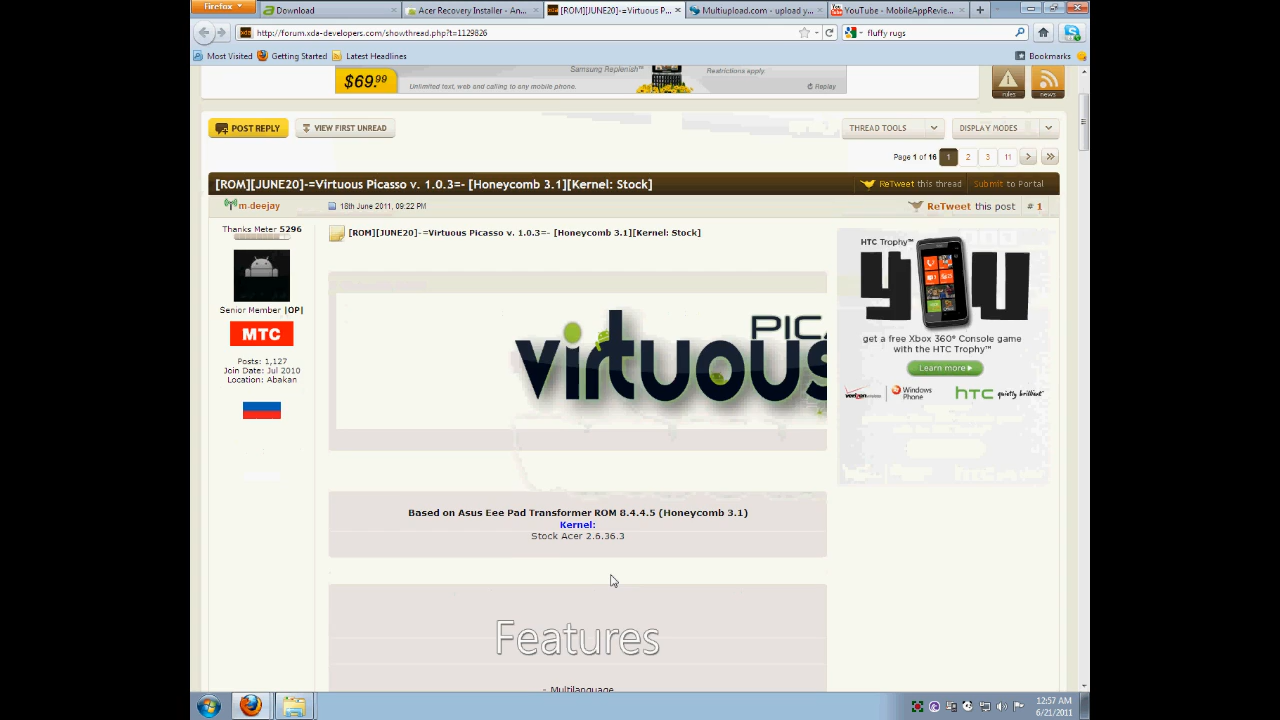 Firefox
Download
Acer Recovery Installer - An...
[ROM][JUNE20]-=Virtuous P...
Multiupload.com - upload y...
YouTube - MobileAppRevie...
http://forum.xda-developers.com/showthread.php?t=1129826
fluffy rugs
Most Visited
Getting Started
Latest Headlines
Bookmarks
$69.99
Samsung Replenish™
Restrictions apply.
Unlimited text, web and calling to any mobile phone.
Replay
rules
news
POST REPLY
VIEW FIRST UNREAD
THREAD TOOLS
DISPLAY MODES
Page 1 of 16
1
2
3
11
>
>>
[ROM][JUNE20]-=Virtuous Picasso v. 1.0.3=- [Honeycomb 3.1][Kernel: Stock]
ReTweet this thread
Submit to Portal
m-deejay
18th June 2011, 09:22 PM
ReTweet this post
# 1
Thanks Meter 5296
[ROM][JUNE20]-=Virtuous Picasso v. 1.0.3=- [Honeycomb 3.1][Kernel: Stock]
Senior Member |OP|
MTC
Posts: 1,127
Join Date: Jul 2010
Location: Abakan
PICA
virtuous
HTC Trophy™
YOU
get a free Xbox 360® Console game
with the HTC Trophy™
Learn more
verizon
Windows Phone
htc
quietly brilliant™
Based on Asus Eee Pad Transformer ROM 8.4.4.5 (Honeycomb 3.1)
Kernel:
Stock Acer 2.6.36.3
Features
- Multilanguage
12:57 AM
6/21/2011